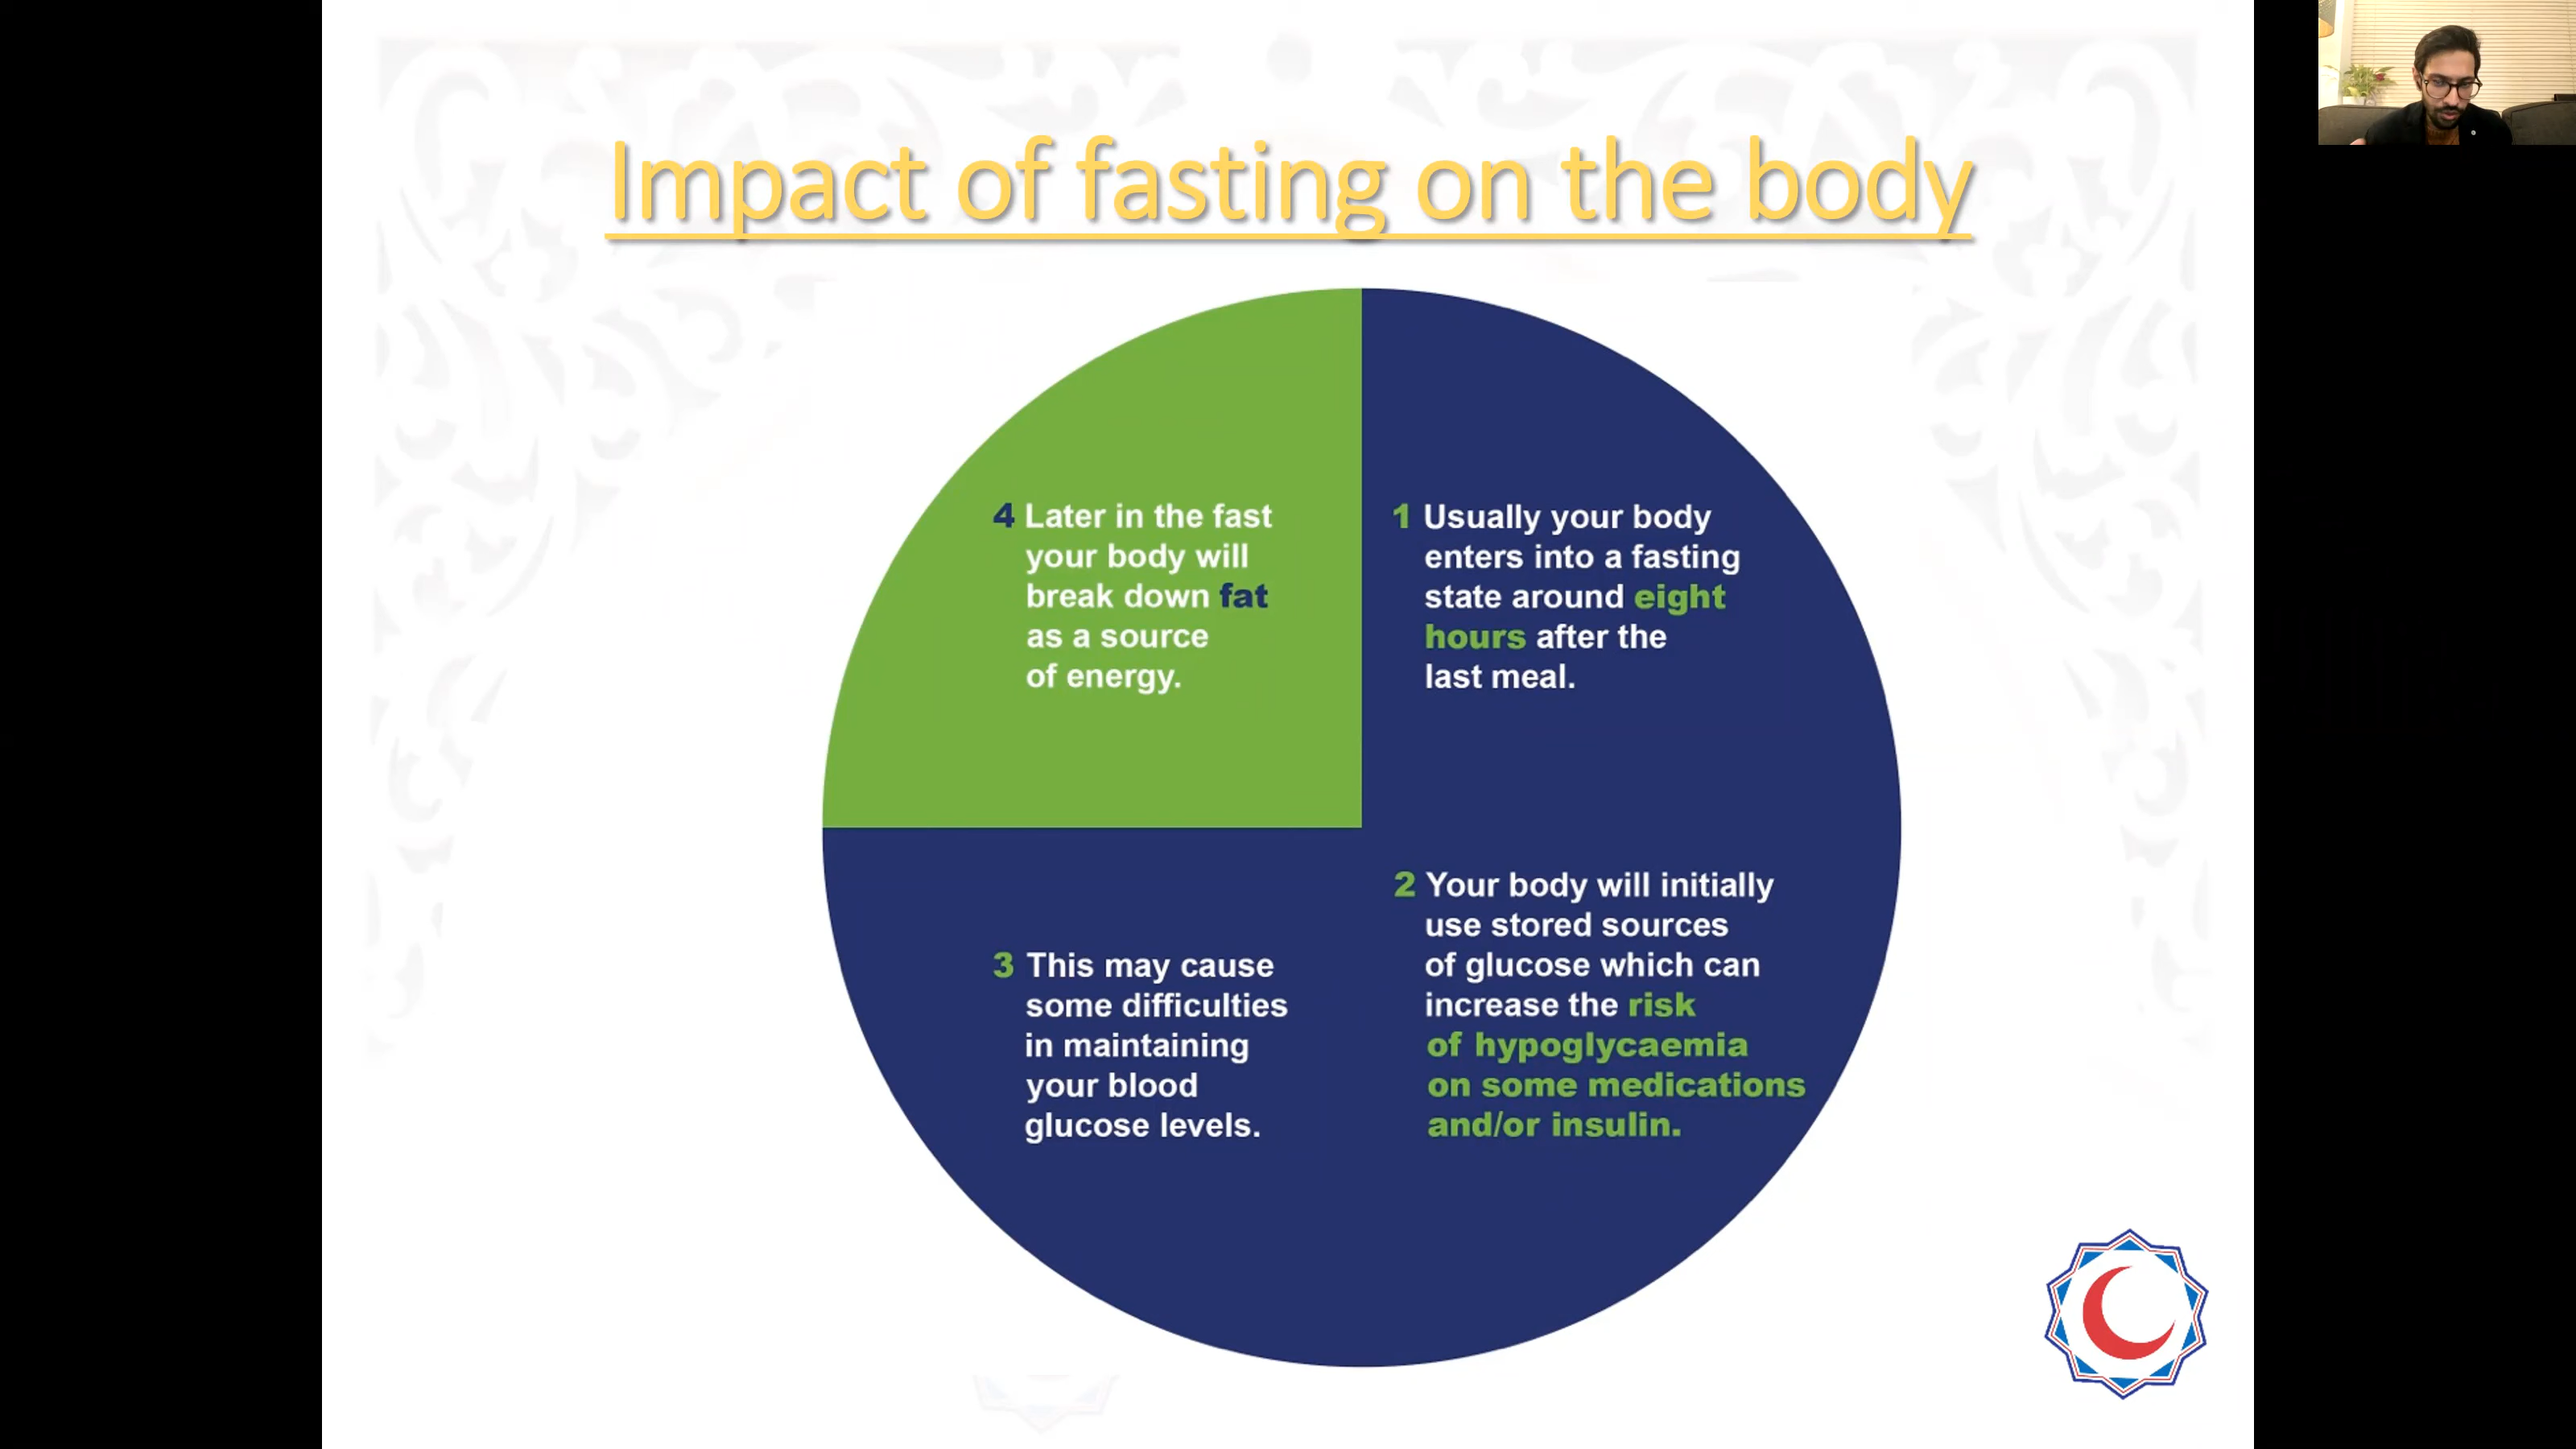 Impact of fasting on the body
1 Usually your body
enters into a fasting
state around eight
hours after the
last meal.
2 Your body will initially
use stored sources
of glucose which can
increase the risk
of hypoglycaemia
on some medications
and/or insulin.
3 This may cause
some difficulties
in maintaining
your blood
glucose levels.
4 Later in the fast
your body will
break down fat
as a source
of energy.